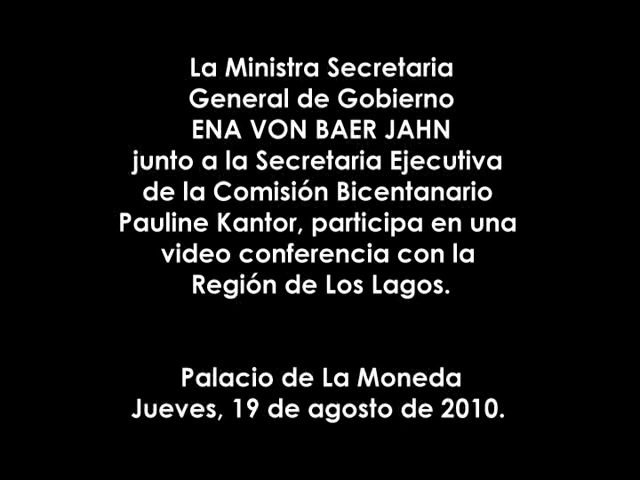 La Ministra Secretaria
General de Gobierno
ENA VON BAER JAHN
junto a la Secretaria Ejecutiva
de la Comisión Bicentanario
Pauline Kantor, participa en una
video conferencia con la
Región de Los Lagos.
Palacio de La Moneda
Jueves, 19 de agosto de 2010.